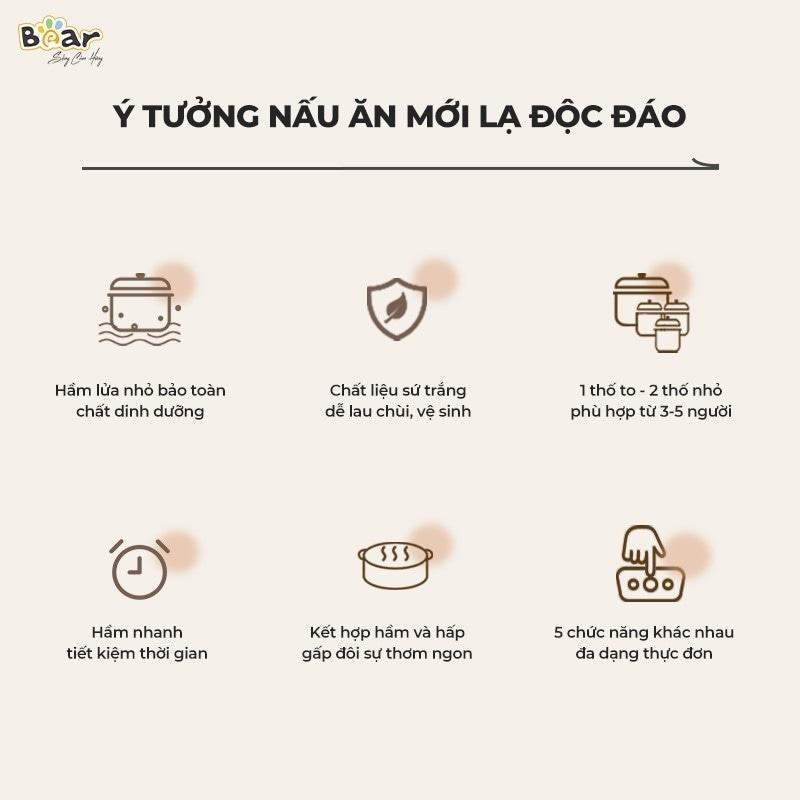 Bear
Sống Cảm Hứng
Ý TƯỞNG NẤU ĂN MỚI LẠ ĐỘC ĐÁO
Hầm lửa nhỏ bảo toàn
chất dinh dưỡng
Chất liệu sứ trắng
dễ lau chùi, vệ sinh
1 thố to - 2 thố nhỏ
phù hợp từ 3-5 người
Hầm nhanh
tiết kiệm thời gian
Kết hợp hầm và hấp
gấp đôi sự thơm ngon
5 chức năng khác nhau
đa dạng thực đơn